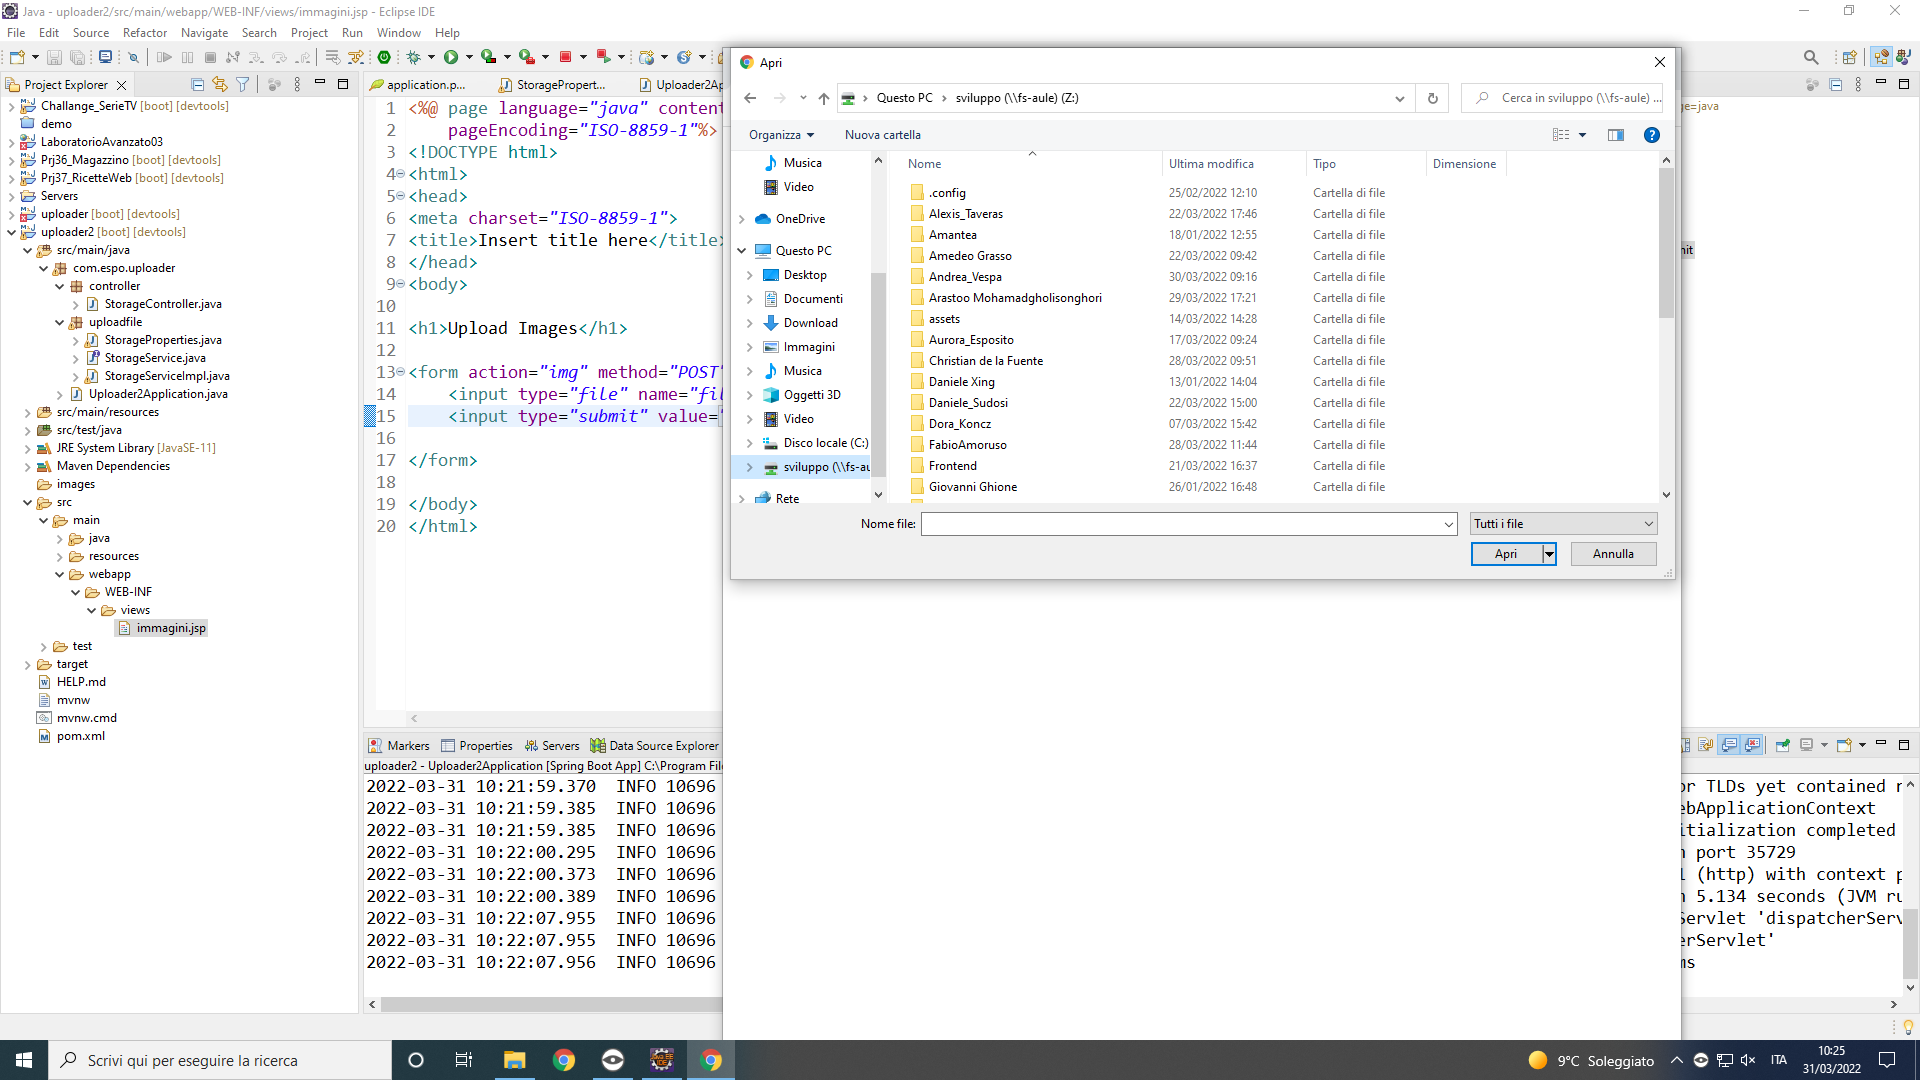 Java - uploader2/src/main/webapp/WEB-INF/views/immagini.jsp - Eclipse IDE
File Edit Source Refactor Navigate Search Project Run Window Help
Project Explorer
Challange_SerieTV [boot] [devtools]
demo
LaboratorioAvanzato03
Prj36_Magazzino [boot] [devtools]
Prj37_RicetteWeb [boot] [devtools]
Servers
uploader [boot] [devtools]
uploader2 [boot] [devtools]
src/main/java
com.espo.uploader
controller
StorageController.java
uploadfile
StorageProperties.java
StorageService.java
StorageServiceImpl.java
Uploader2Application.java
src/main/resources
src/test/java
JRE System Library [JavaSE-11]
Maven Dependencies
images
src
main
java
resources
webapp
WEB-INF
views
immagini.jsp
test
target
HELP.md
mvnw
mvnw.cmd
pom.xml
application.p... StoragePropert... Uploader2Ap
1 <%@ page language="java" content
2 pageEncoding="ISO-8859-1"%>
3 <!DOCTYPE html>
4 <html>
5 <head>
6 <meta charset="ISO-8859-1">
7 <title>Insert title here</title>
8 </head>
9 <body>
10
11 <h1>Upload Images</h1>
12
13 <form action="img" method="POST"
14 <input type="file" name="fil
15 <input type="submit" value="
16
17 </form>
18
19 </body>
20 </html>
Apri
Questo PC > sviluppo (\\fs-aule) (Z:)
Cerca in sviluppo (\\fs-aule) ...
Organizza Nuova cartella
Musica
Video
OneDrive
Questo PC
Desktop
Documenti
Download
Immagini
Musica
Oggetti 3D
Video
Disco locale (C:)
sviluppo (\\fs-au
Rete
Nome Ultima modifica Tipo Dimensione
.config 25/02/2022 12:10 Cartella di file
Alexis_Taveras 22/03/2022 17:46 Cartella di file
Amantea 18/01/2022 12:55 Cartella di file
Amedeo Grasso 22/03/2022 09:42 Cartella di file
Andrea_Vespa 30/03/2022 09:16 Cartella di file
Arastoo Mohamadgholisonghori 29/03/2022 17:21 Cartella di file
assets 14/03/2022 14:28 Cartella di file
Aurora_Esposito 17/03/2022 09:24 Cartella di file
Christian de la Fuente 28/03/2022 09:51 Cartella di file
Daniele Xing 13/01/2022 14:04 Cartella di file
Daniele_Sudosi 22/03/2022 15:00 Cartella di file
Dora_Koncz 07/03/2022 15:42 Cartella di file
FabioAmoruso 28/03/2022 11:44 Cartella di file
Frontend 21/03/2022 16:37 Cartella di file
Giovanni Ghione 26/01/2022 16:48 Cartella di file
Nome file: Tutti i file
Apri Annulla
ge=java
nit
Markers Properties Servers Data Source Explorer
uploader2 - Uploader2Application [Spring Boot App] C:\Program File
2022-03-31 10:21:59.370 INFO 10696 or TLDs yet contained n
2022-03-31 10:21:59.385 INFO 10696 ebApplicationContext
2022-03-31 10:21:59.385 INFO 10696 itialization completed
2022-03-31 10:22:00.295 INFO 10696 n port 35729
2022-03-31 10:22:00.373 INFO 10696 l (http) with context p
2022-03-31 10:22:00.389 INFO 10696 n 5.134 seconds (JVM ru
2022-03-31 10:22:07.955 INFO 10696 Servlet 'dispatcherServ
2022-03-31 10:22:07.955 INFO 10696 erServlet'
2022-03-31 10:22:07.956 INFO 10696 ms
Scrivi qui per eseguire la ricerca
9°C Soleggiato
ITA
10:25
31/03/2022